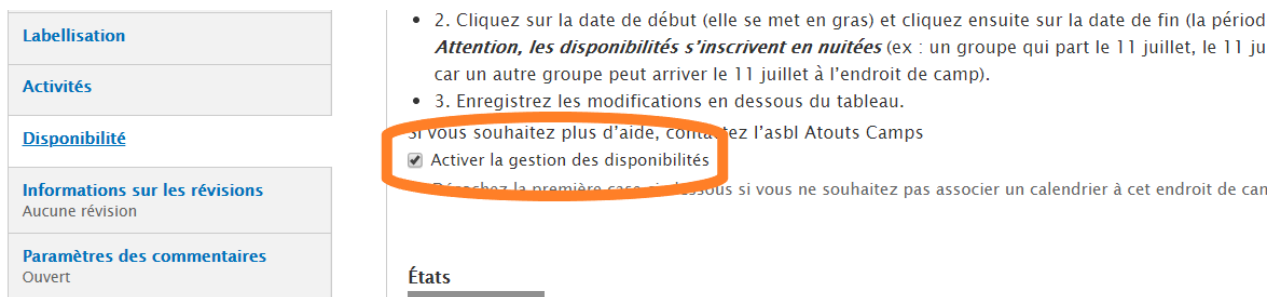 Labellisation
Activités
Disponibilité
Informations sur les révisions
Aucune révision
Paramètres des commentaires
Ouvert
• 2. Cliquez sur la date de début (elle se met en gras) et cliquez ensuite sur la date de fin (la périod
Attention, les disponibilités s’inscrivent en nuitées (ex : un groupe qui part le 11 juillet, le 11 ju
car un autre groupe peut arriver le 11 juillet à l’endroit de camp).
• 3. Enregistrez les modifications en dessous du tableau.
Si vous souhaitez plus d’aide, contactez l’asbl Atouts Camps
Activer la gestion des disponibilités
la première case si vous ne souhaitez pas associer un calendrier à cet endroit de cam
États